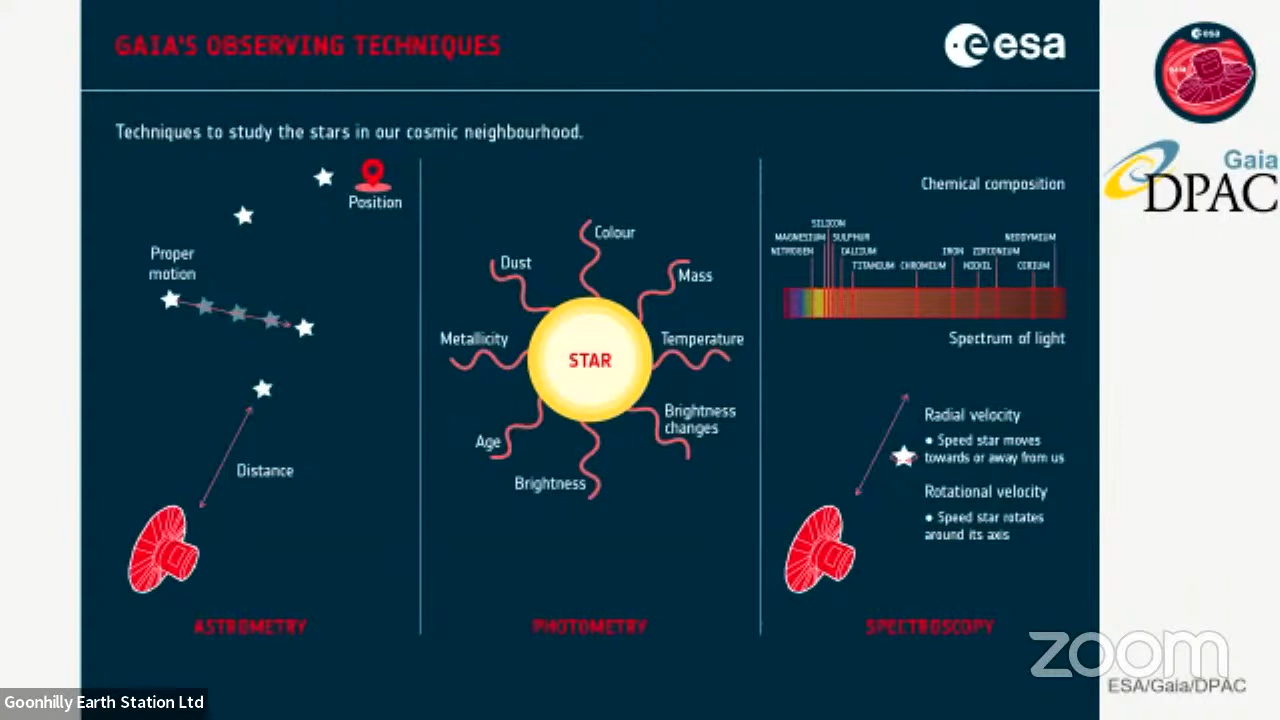 GAIA'S OBSERVING TECHNIQUES
esa
Techniques to study the stars in our cosmic neighbourhood.
Position
Proper
motion
Distance
ASTROMETRY
Colour
Dust
Mass
Metallicity
Temperature
STAR
Brightness
changes
Age
Brightness
PHOTOMETRY
Chemical composition
SILICON
MAGNESIUM
SULPHUR
NEODYMIUM
NITROGEN
CALCIUM
IRON
ZIRCONIUM
TITANIUM
CHROMIUM
NICKEL
CERIUM
Spectrum of light
Radial velocity
• Speed star moves
towards or away from us
Rotational velocity
• Speed star rotates
around its axis
SPECTROSCOPY
esa
gaia
Gaia
DPAC
zoom
ESA/Gaia/DPAC
Goonhilly Earth Station Ltd